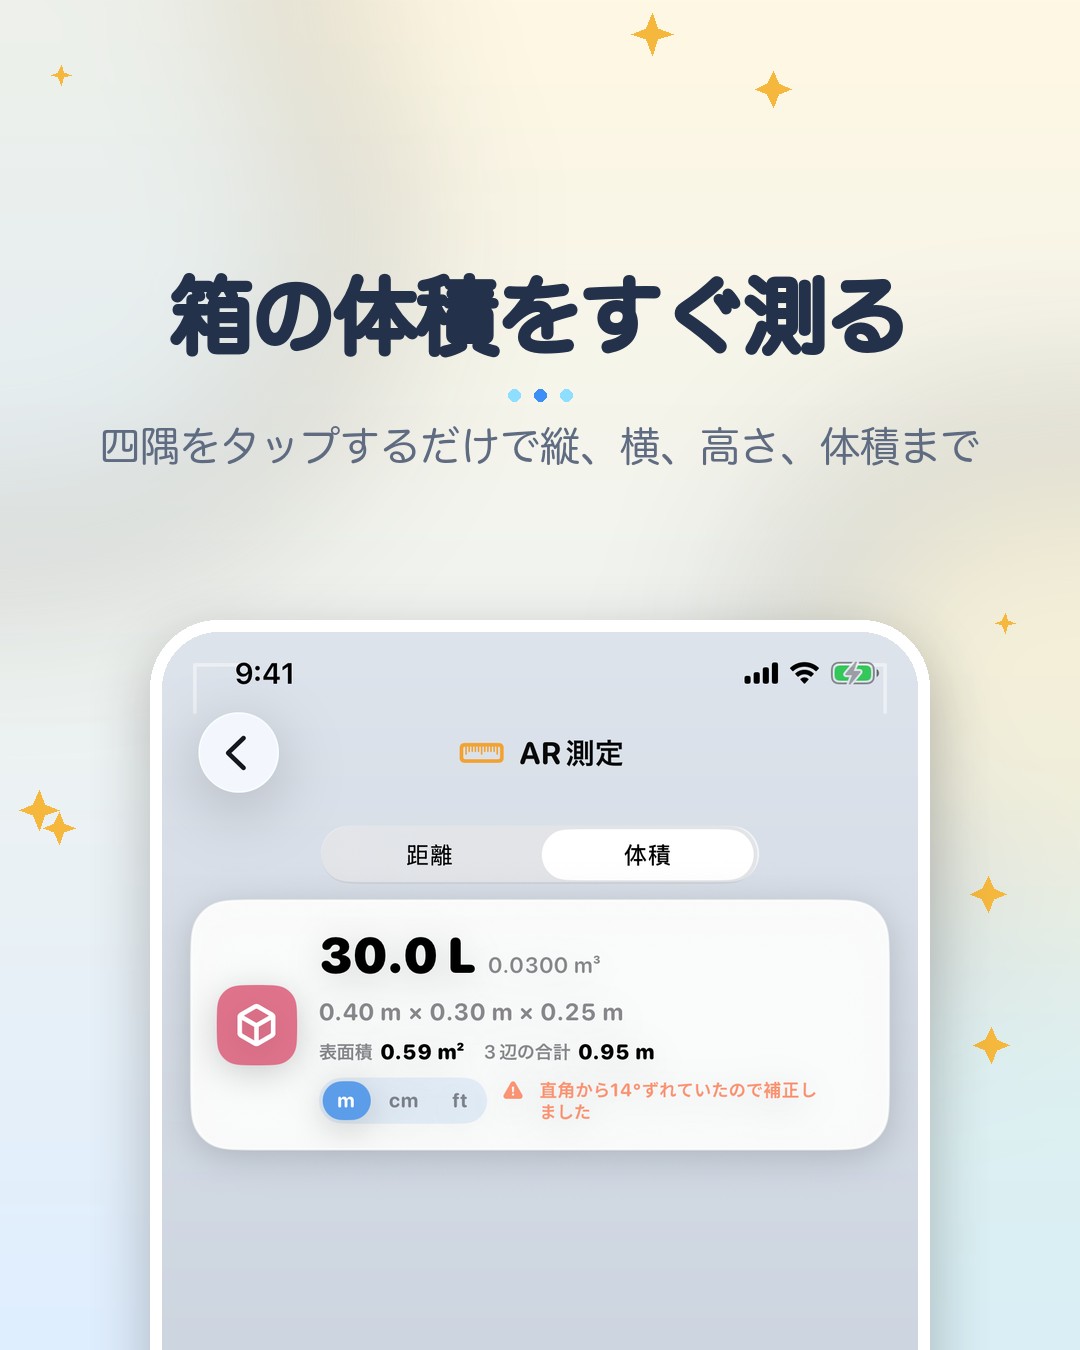 箱の体積をすぐ測る
四隅をタップするだけで縦、横、高さ、体積まで
9:41
AR 測定
距離 体積
30.0 L 0.0300 m³
0.40 m × 0.30 m × 0.25 m
表面積 0.59 m² 3 辺の合計 0.95 m
m cm ft
直角から14°ずれていたので補正し
ました